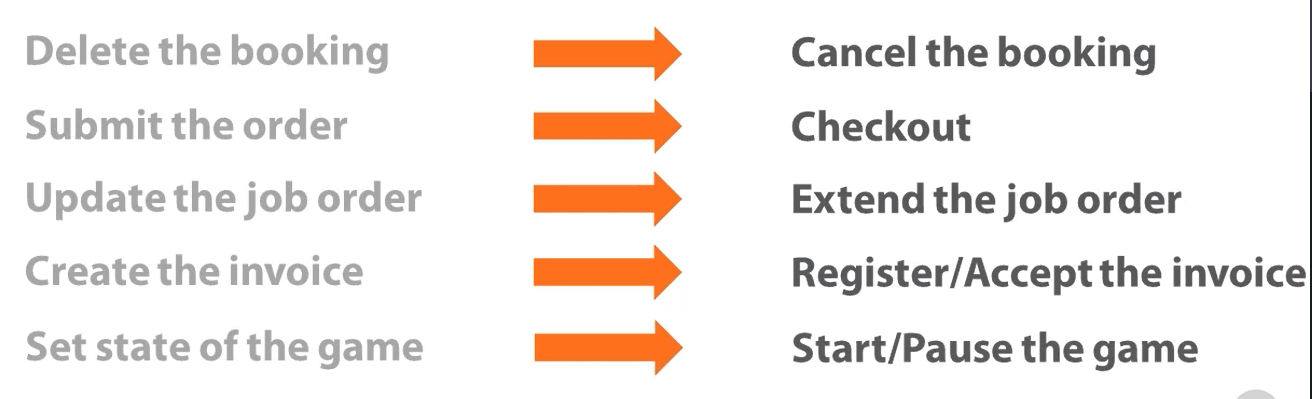 Delete the booking Cancel the booking
Submit the order Checkout
Update the job order Extend the job order
Create the invoice Register/Accept the invoice
Set state of the game Start/Pause the game